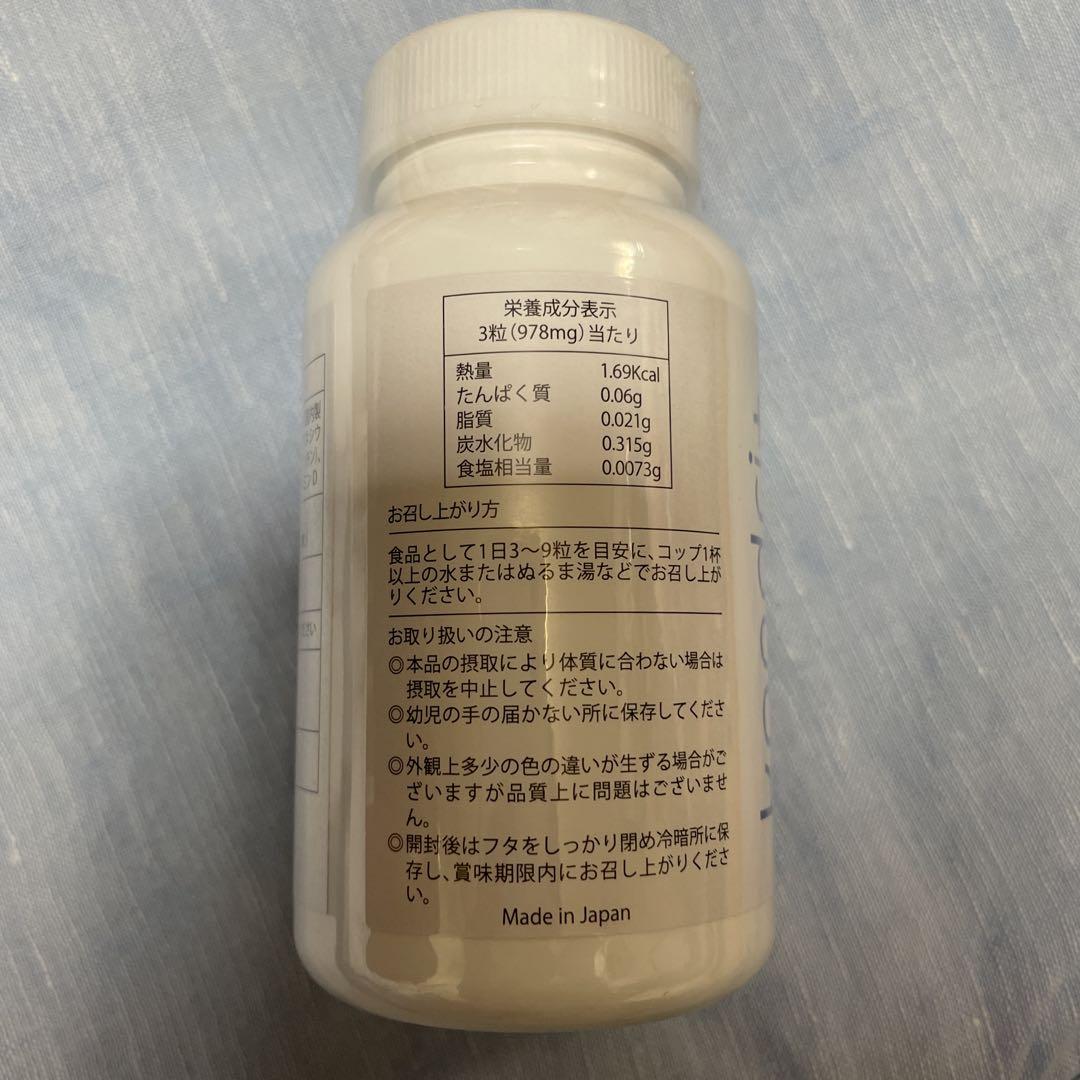 栄養成分表示
3粒(978mg)当たり
熱量 1.69Kcal
たんぱく質 0.06g
脂質 0.021g
炭水化物 0.315g
食塩相当量 0.0073g
お召し上がり方
食品として1日3〜9粒を目安に、コップ1杯
以上の水またはぬるま湯などでお召し上が
りください。
お取り扱いの注意
◎本品の摂取により体質に合わない場合は
摂取を中止してください。
◎幼児の手の届かない所に保存してくださ
い。
◎外観上多少の色の違いが生ずる場合がご
ざいますが品質上に問題はございませ
ん。
◎開封後はフタをしっかり閉め冷暗所に保
存し、賞味期限内にお召し上がりくださ
い。
Made in Japan